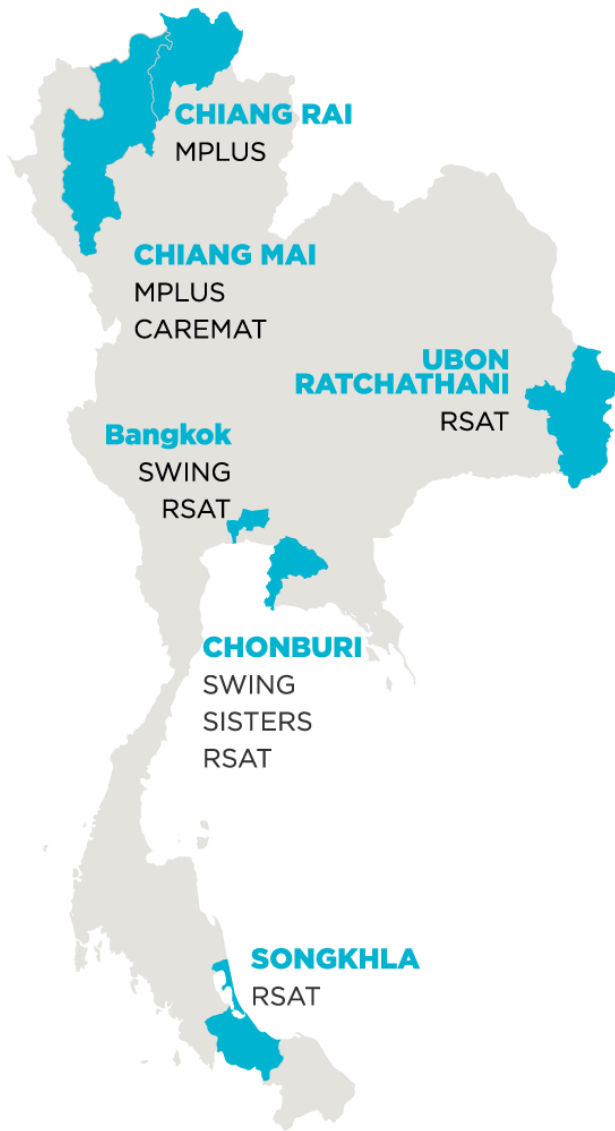 CHIANG RAI
MPLUS
CHIANG MAI
MPLUS
CAREMAT
UBON
RATCHATHANI
RSAT
Bangkok
SWING
RSAT
CHONBURI
SWING
SISTERS
RSAT
SONGKHLA
RSAT